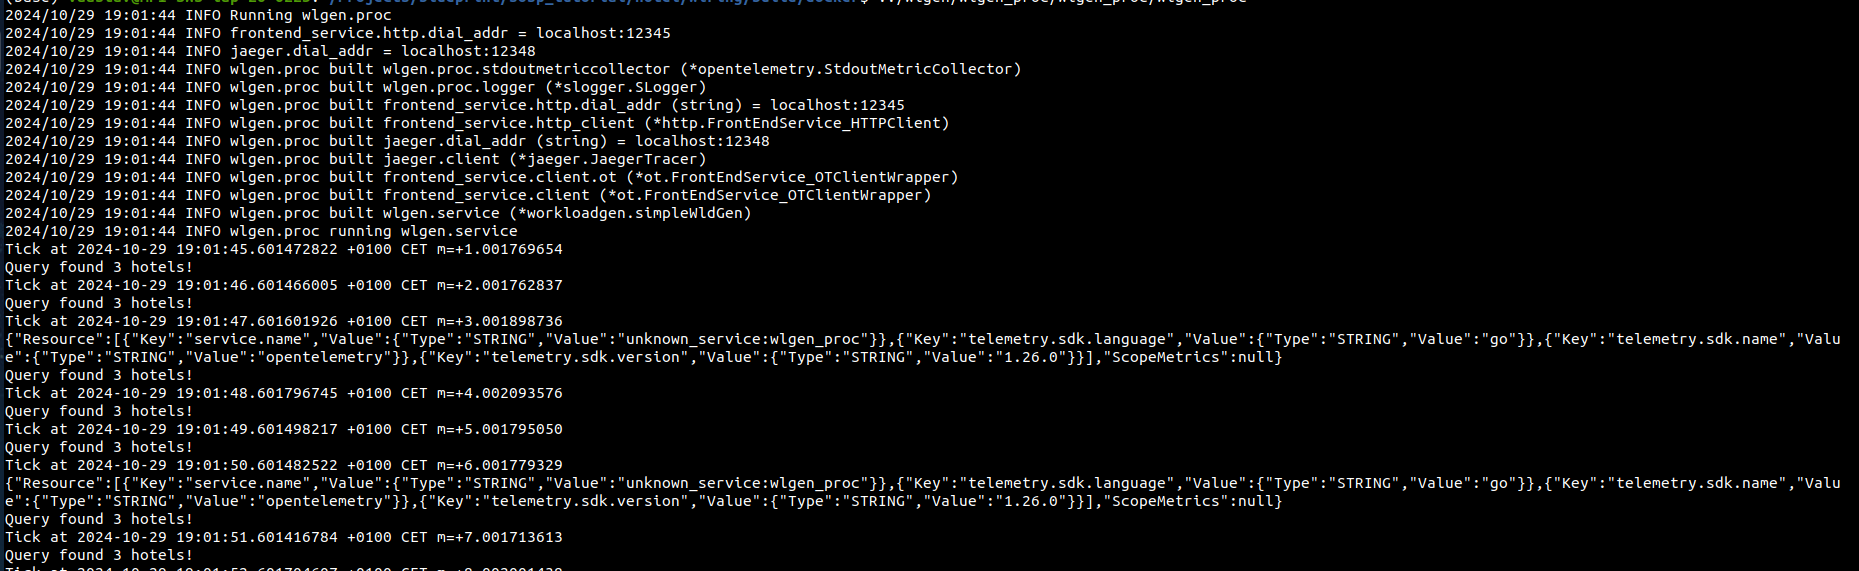 2024/10/29 19:01:44 INFO Running wlgen.proc
2024/10/29 19:01:44 INFO frontend_service.http.dial_addr = localhost:12345
2024/10/29 19:01:44 INFO jaeger.dial_addr = localhost:12348
2024/10/29 19:01:44 INFO wlgen.proc built wlgen.proc.stdoutmetriccollector (*opentelemetry.StdoutMetricCollector)
2024/10/29 19:01:44 INFO wlgen.proc built wlgen.proc.logger (*slogger.SLogger)
2024/10/29 19:01:44 INFO wlgen.proc built frontend_service.http.dial_addr (string) = localhost:12345
2024/10/29 19:01:44 INFO wlgen.proc built frontend_service.http_client (*http.FrontEndService_HTTPClient)
2024/10/29 19:01:44 INFO wlgen.proc built jaeger.dial_addr (string) = localhost:12348
2024/10/29 19:01:44 INFO wlgen.proc built jaeger.client (*jaeger.JaegerTracer)
2024/10/29 19:01:44 INFO wlgen.proc built frontend_service.client.ot (*ot.FrontEndService_OTClientWrapper)
2024/10/29 19:01:44 INFO wlgen.proc built frontend_service.client (*ot.FrontEndService_OTClientWrapper)
2024/10/29 19:01:44 INFO wlgen.proc built wlgen.service (*workloadgen.simpleWldGen)
2024/10/29 19:01:44 INFO wlgen.proc running wlgen.service
Tick at 2024-10-29 19:01:45.601472822 +0100 CET m=+1.001769654
Query found 3 hotels!
Tick at 2024-10-29 19:01:46.601466005 +0100 CET m=+2.001762837
Query found 3 hotels!
Tick at 2024-10-29 19:01:47.601601926 +0100 CET m=+3.001898736
{"Resource":[{"Key":"service.name","Value":{"Type":"STRING","Value":"unknown_service:wlgen_proc"}},{"Key":"telemetry.sdk.language","Value":{"Type":"STRING","Value":"go"}},{"Key":"telemetry.sdk.name","Valu
e":{"Type":"STRING","Value":"opentelemetry"}},{"Key":"telemetry.sdk.version","Value":{"Type":"STRING","Value":"1.26.0"}}],"ScopeMetrics":null}
Query found 3 hotels!
Tick at 2024-10-29 19:01:48.601796745 +0100 CET m=+4.002093576
Query found 3 hotels!
Tick at 2024-10-29 19:01:49.601498217 +0100 CET m=+5.001795050
Query found 3 hotels!
Tick at 2024-10-29 19:01:50.601482522 +0100 CET m=+6.001779329
{"Resource":[{"Key":"service.name","Value":{"Type":"STRING","Value":"unknown_service:wlgen_proc"}},{"Key":"telemetry.sdk.language","Value":{"Type":"STRING","Value":"go"}},{"Key":"telemetry.sdk.name","Valu
e":{"Type":"STRING","Value":"opentelemetry"}},{"Key":"telemetry.sdk.version","Value":{"Type":"STRING","Value":"1.26.0"}}],"ScopeMetrics":null}
Query found 3 hotels!
Tick at 2024-10-29 19:01:51.601416784 +0100 CET m=+7.001713613
Query found 3 hotels!